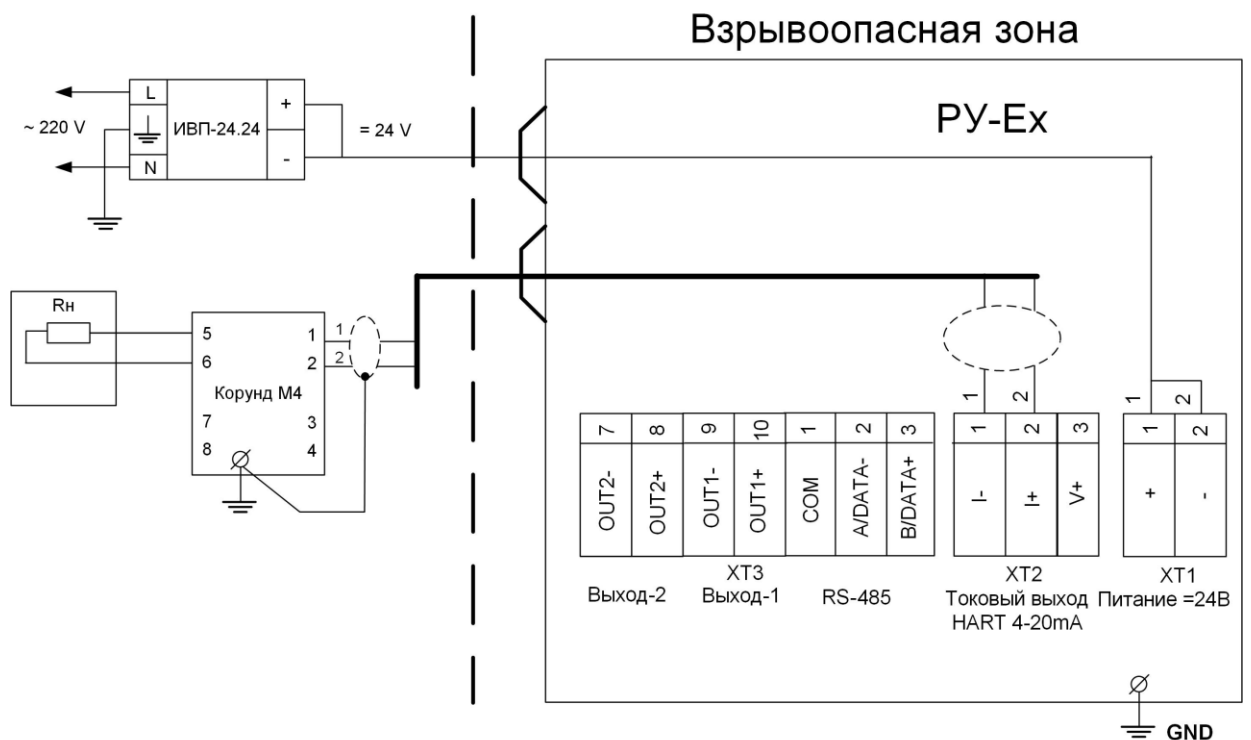 Взрывоопасная зона
РУ-Ex
~ 220 V
L
N
ИВП-24.24
+
-
= 24 V
Rн
5
6
7
8
Корунд М4
1
2
3
4
1
2
1
2
1
2
7
8
9
10
1
2
3
1
2
3
1
2
OUT2-
OUT2+
OUT1-
OUT1+
COM
A/DATA-
B/DATA+
I-
I+
V+
+
-
XT3
XT2
XT1
Выход-2
Выход-1
RS-485
Токовый выход
HART 4-20mA
Питание =24В
GND